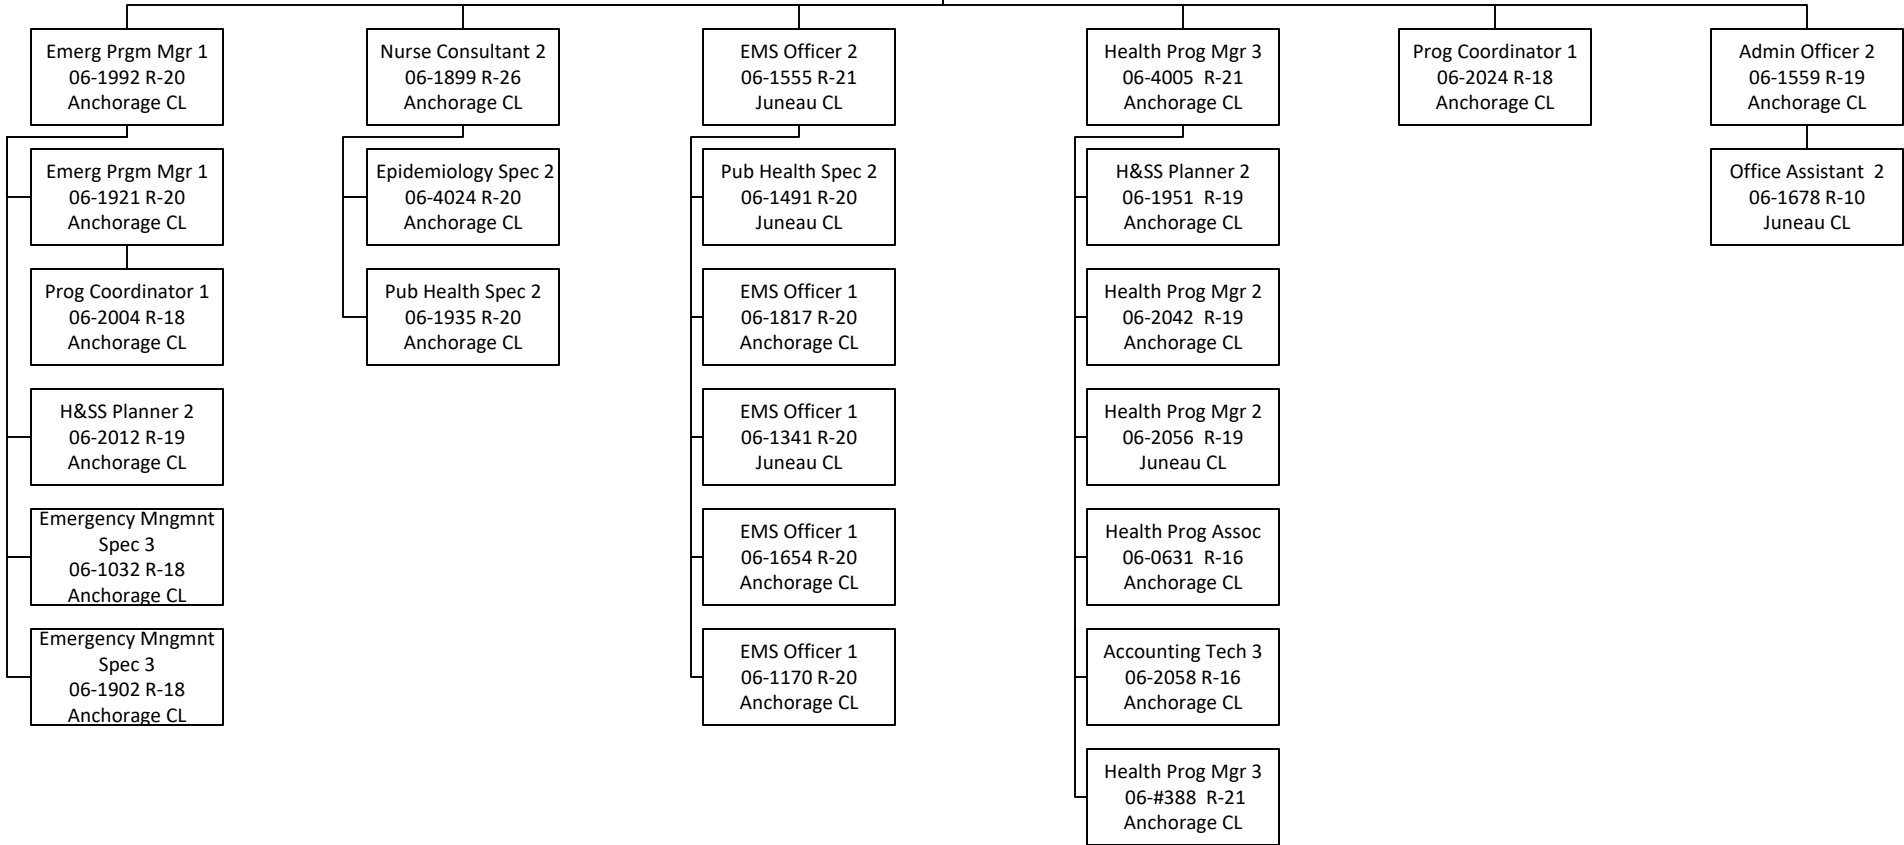 Emerg Prgm Mgr 1
06-1992 R-20
Anchorage CL
Emerg Prgm Mgr 1
06-1921 R-20
Anchorage CL
Prog Coordinator 1
06-2004 R-18
Anchorage CL
H&SS Planner 2
06-2012 R-19
Anchorage CL
Emergency Mngmnt
Spec 3
06-1032 R-18
Anchorage CL
Emergency Mngmnt
Spec 3
06-1902 R-18
Anchorage CL
Nurse Consultant 2
06-1899 R-26
Anchorage CL
Epidemiology Spec 2
06-4024 R-20
Anchorage CL
Pub Health Spec 2
06-1935 R-20
Anchorage CL
EMS Officer 2
06-1555 R-21
Juneau CL
Pub Health Spec 2
06-1491 R-20
Juneau CL
EMS Officer 1
06-1817 R-20
Anchorage CL
EMS Officer 1
06-1341 R-20
Juneau CL
EMS Officer 1
06-1654 R-20
Anchorage CL
EMS Officer 1
06-1170 R-20
Anchorage CL
Health Prog Mgr 3
06-4005  R-21
Anchorage CL
H&SS Planner 2
06-1951  R-19
Anchorage CL
Health Prog Mgr 2
06-2042  R-19
Anchorage CL
Health Prog Mgr 2
06-2056  R-19
Juneau CL
Health Prog Assoc
06-0631  R-16
Anchorage CL
Accounting Tech 3
06-2058 R-16
Anchorage CL
Health Prog Mgr 3
06-#388  R-21
Anchorage CL
Prog Coordinator 1
06-2024 R-18
Anchorage CL
Admin Officer 2
06-1559 R-19
Anchorage CL
Office Assistant  2
06-1678 R-10
Juneau CL